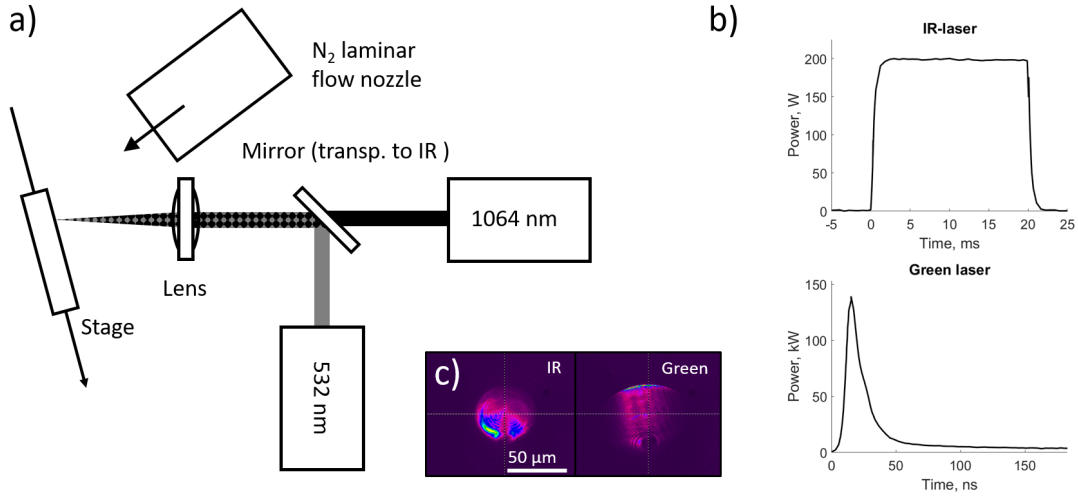 a)
N2 laminar
flow nozzle
Mirror (transp. to IR )
1064 nm
Lens
Stage
532 nm
c)
IR
Green
50 µm
b)
IR-laser
Power, W
200
150
100
50
0
-5 0 5 10 15 20 25
Time, ms
Green laser
Power, kW
150
100
50
0
0 50 100 150
Time, ns